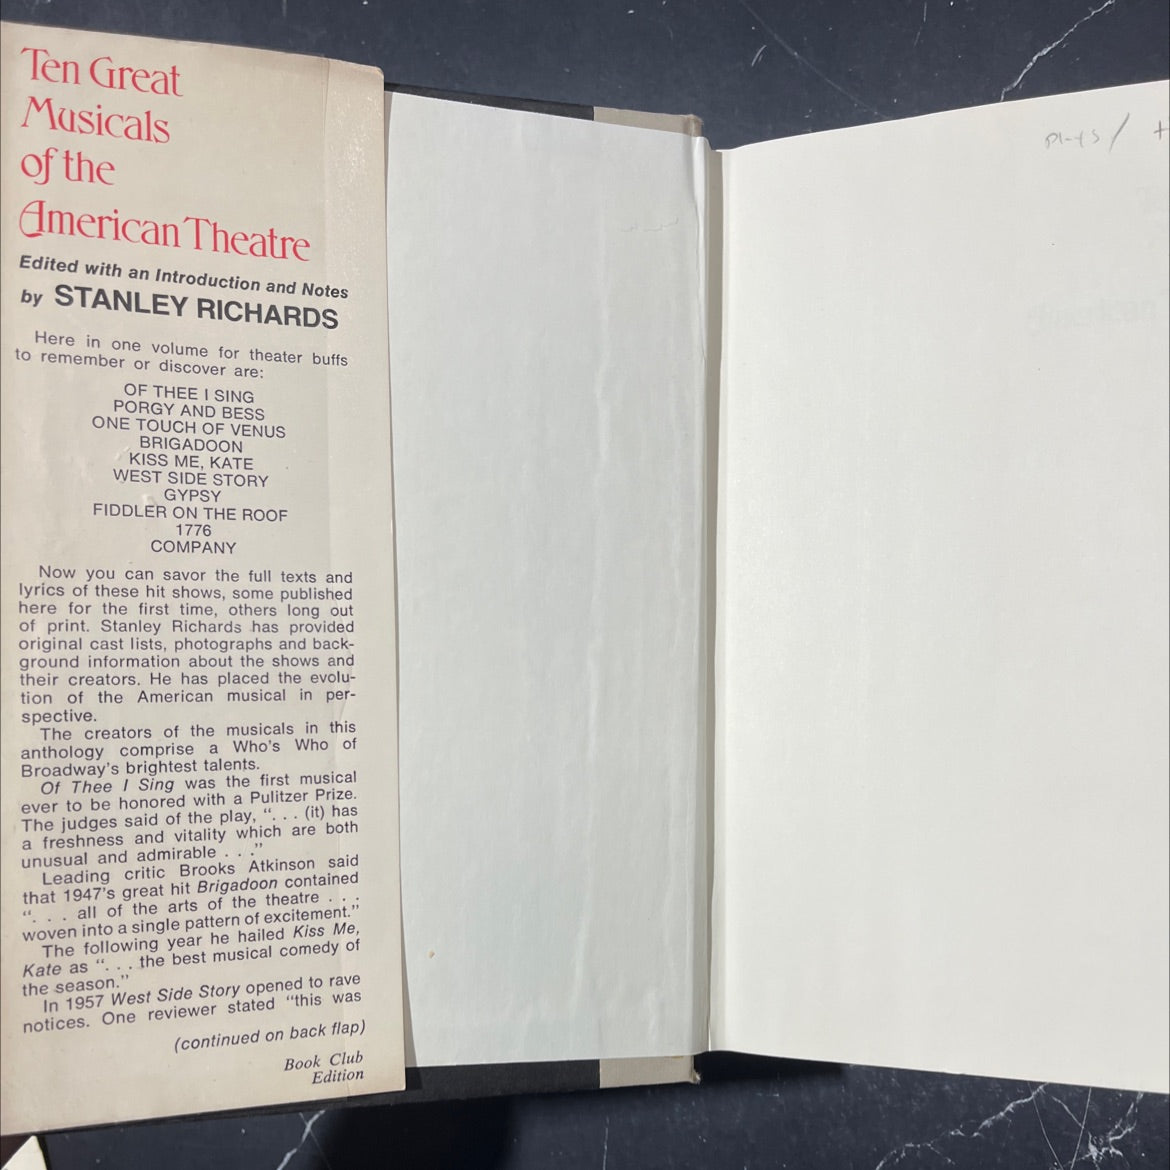 Ten Great
Musicals
of the
American Theatre
Edited with an Introduction and Notes
by STANLEY RICHARDS
Here in one volume for theater buffs
to remember or discover are:
OF THEE I SING
PORGY AND BESS
ONE TOUCH OF VENUS
BRIGADOON
KISS ME, KATE
WEST SIDE STORY
GYPSY
FIDDLER ON THE ROOF
1776
COMPANY
Now you can savor the full texts and
lyrics of these hit shows, some published
here for the first time, others long out
of print. Stanley Richards has provided
original cast lists, photographs and back-
ground information about the shows and
their creators. He has placed the evolu-
tion of the American musical in per-
spective.
The creators of the musicals in this
anthology comprise a Who's Who of
Broadway's brightest talents.
Of Thee I Sing was the first musical
ever to be honored with a Pulitzer Prize.
The judges said of the play, “. . . (it) has
a freshness and vitality which are both
unusual and admirable . . .”
Leading critic Brooks Atkinson said
that 1947's great hit Brigadoon contained
“. . . all of the arts of the theatre . . .
woven into a single pattern of excitement.”
The following year he hailed Kiss Me,
Kate as “. . . the best musical comedy of
the season.”
In 1957 West Side Story opened to rave
notices. One reviewer stated “this was
(continued on back flap)
Book Club
Edition